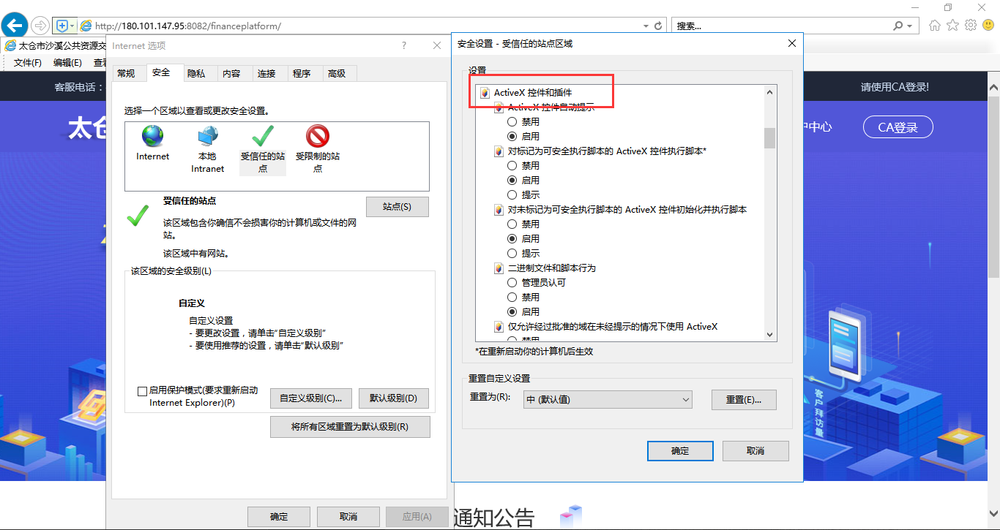 http://180.101.147.95:8082/financeplatform/
搜索...
太仓市沙溪公共资源交
文件(F) 编辑(E) 查看
客服电话：
请使用CA登录!
太仓
中心
CA登录
Internet 选项
常规 安全 隐私 内容 连接 程序 高级
选择一个区域以查看或更改安全设置。
Internet
本地
Intranet
受信任的站
点
受限制的站
点
受信任的站点
站点(S)
该区域包含你确信不会损害你的计算机或文件的网
站。
该区域中有网站。
该区域的安全级别(L)
自定义
自定义设置
- 要更改设置，请单击“自定义级别”
- 要使用推荐的设置，请单击“默认级别”
启用保护模式(要求重新启动
Internet Explorer)(P)
自定义级别(C)...
默认级别(D)
将所有区域重置为默认级别(R)
确定
取消
应用(A)
安全设置 - 受信任的站点区域
设置
ActiveX 控件和插件
ActiveX 控件自动提示
禁用
启用
对标记为可安全执行脚本的 ActiveX 控件执行脚本*
禁用
启用
提示
对未标记为可安全执行脚本的 ActiveX 控件初始化并执行脚本
禁用
启用
提示
二进制文件和脚本行为
管理员认可
禁用
启用
仅允许经过批准的域在未经提示的情况下使用 ActiveX
禁用
*在重新启动你的计算机后生效
重置自定义设置
重置为(R):
中 (默认值)
重置(E)...
确定
取消
客户拜访量
通知公告